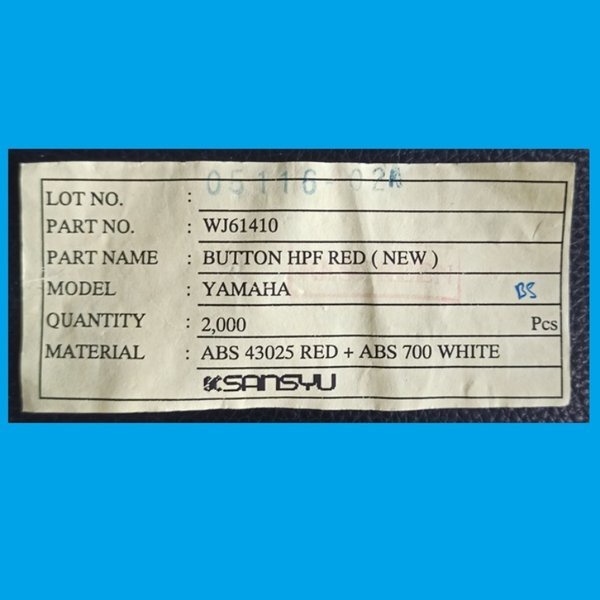 LOT NO. : 05116-02A
PART NO. : WJ61410
PART NAME : BUTTON HPF RED ( NEW )
MODEL : YAMAHA BS
QUANTITY : 2,000 Pcs
MATERIAL : ABS 43025 RED + ABS 700 WHITE
SANSYU